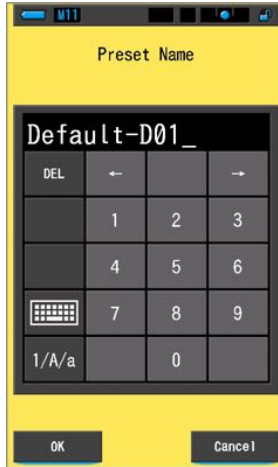 M11
Preset Name
Default-D01_
DEL ← →
1 2 3
4 5 6
7 8 9
1/A/a 0
OK Cancel